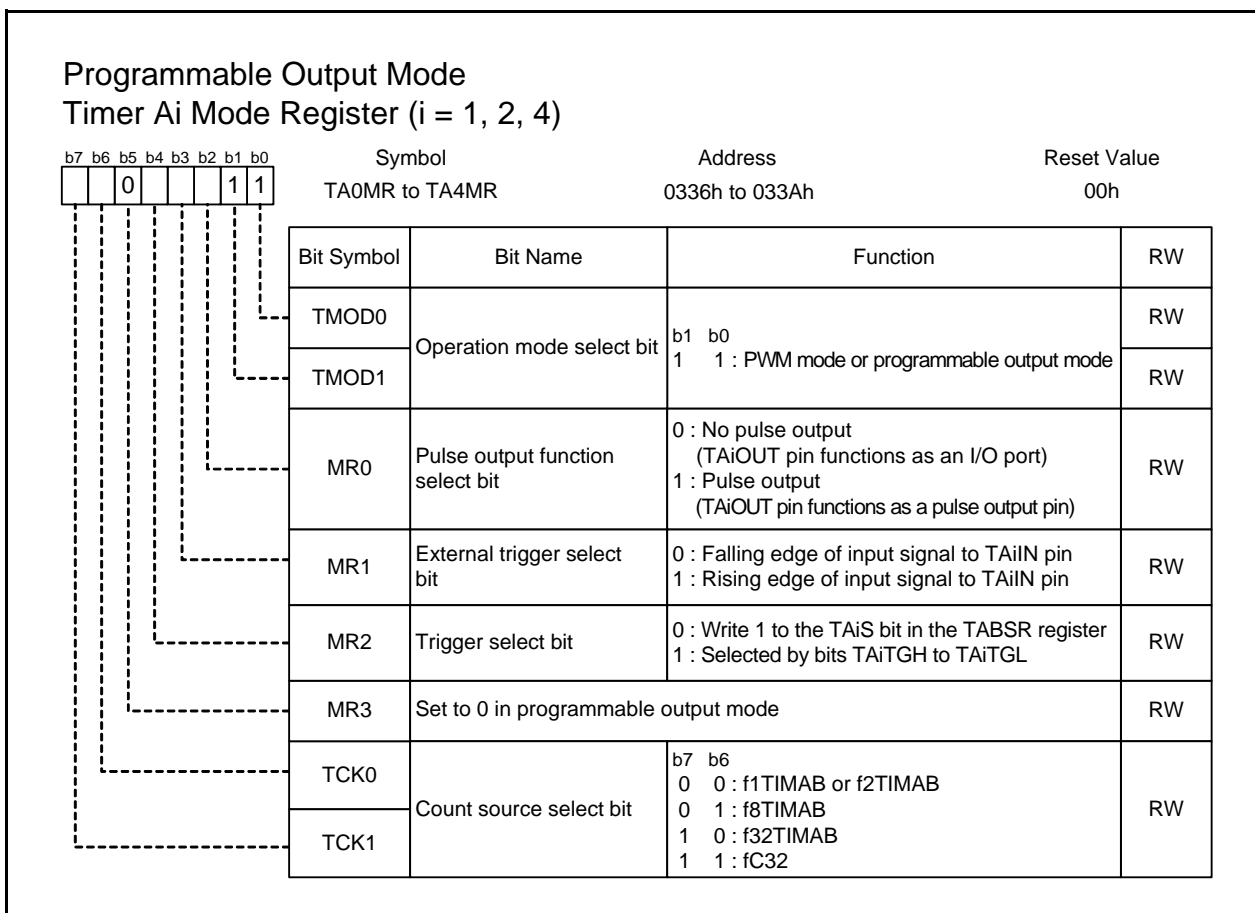 Programmable Output Mode
Timer Ai Mode Register (i = 1, 2, 4)
b7 b6 b5 b4 b3 b2 b1 b0
0 1 1
Symbol Address Reset Value
TA0MR to TA4MR 0336h to 033Ah 00h
Bit Symbol Bit Name Function RW
TMOD0 RW
Operation mode select bit
b1 b0
1 1 : PWM mode or programmable output mode
TMOD1 RW
MR0
Pulse output function
select bit
0 : No pulse output
(TAiOUT pin functions as an I/O port)
1 : Pulse output
(TAiOUT pin functions as a pulse output pin)
RW
MR1
External trigger select
bit
0 : Falling edge of input signal to TAiIN pin
1 : Rising edge of input signal to TAiIN pin
RW
MR2
Trigger select bit
0 : Write 1 to the TAiS bit in the TABSR register
1 : Selected by bits TAiTGH to TAiTGL
RW
MR3 Set to 0 in programmable output mode RW
TCK0
TCK1
Count source select bit
b7 b6
0 0 : f1TIMAB or f2TIMAB
0 1 : f8TIMAB
1 0 : f32TIMAB
1 1 : fC32
RW